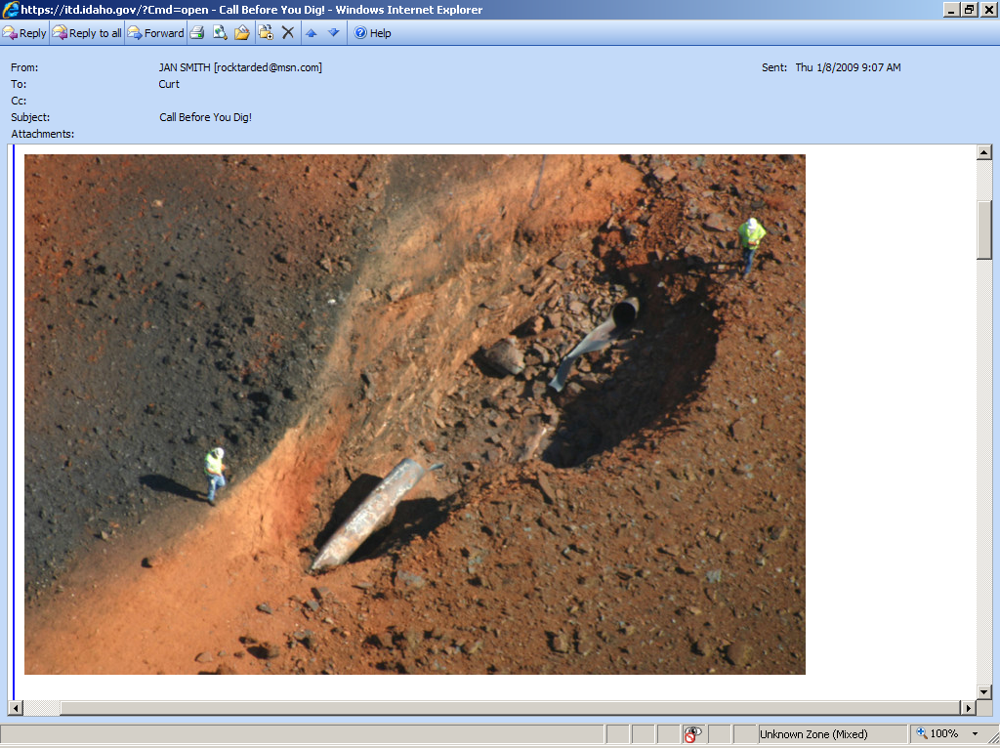 https://itd.idaho.gov/?Cmd=open - Call Before You Dig! - Windows Internet Explorer
Reply Reply to all Forward Help
From: JAN SMITH [rocktarded@msn.com] Sent: Thu 1/8/2009 9:07 AM
To: Curt
Cc:
Subject: Call Before You Dig!
Attachments:
Unknown Zone (Mixed) 100%